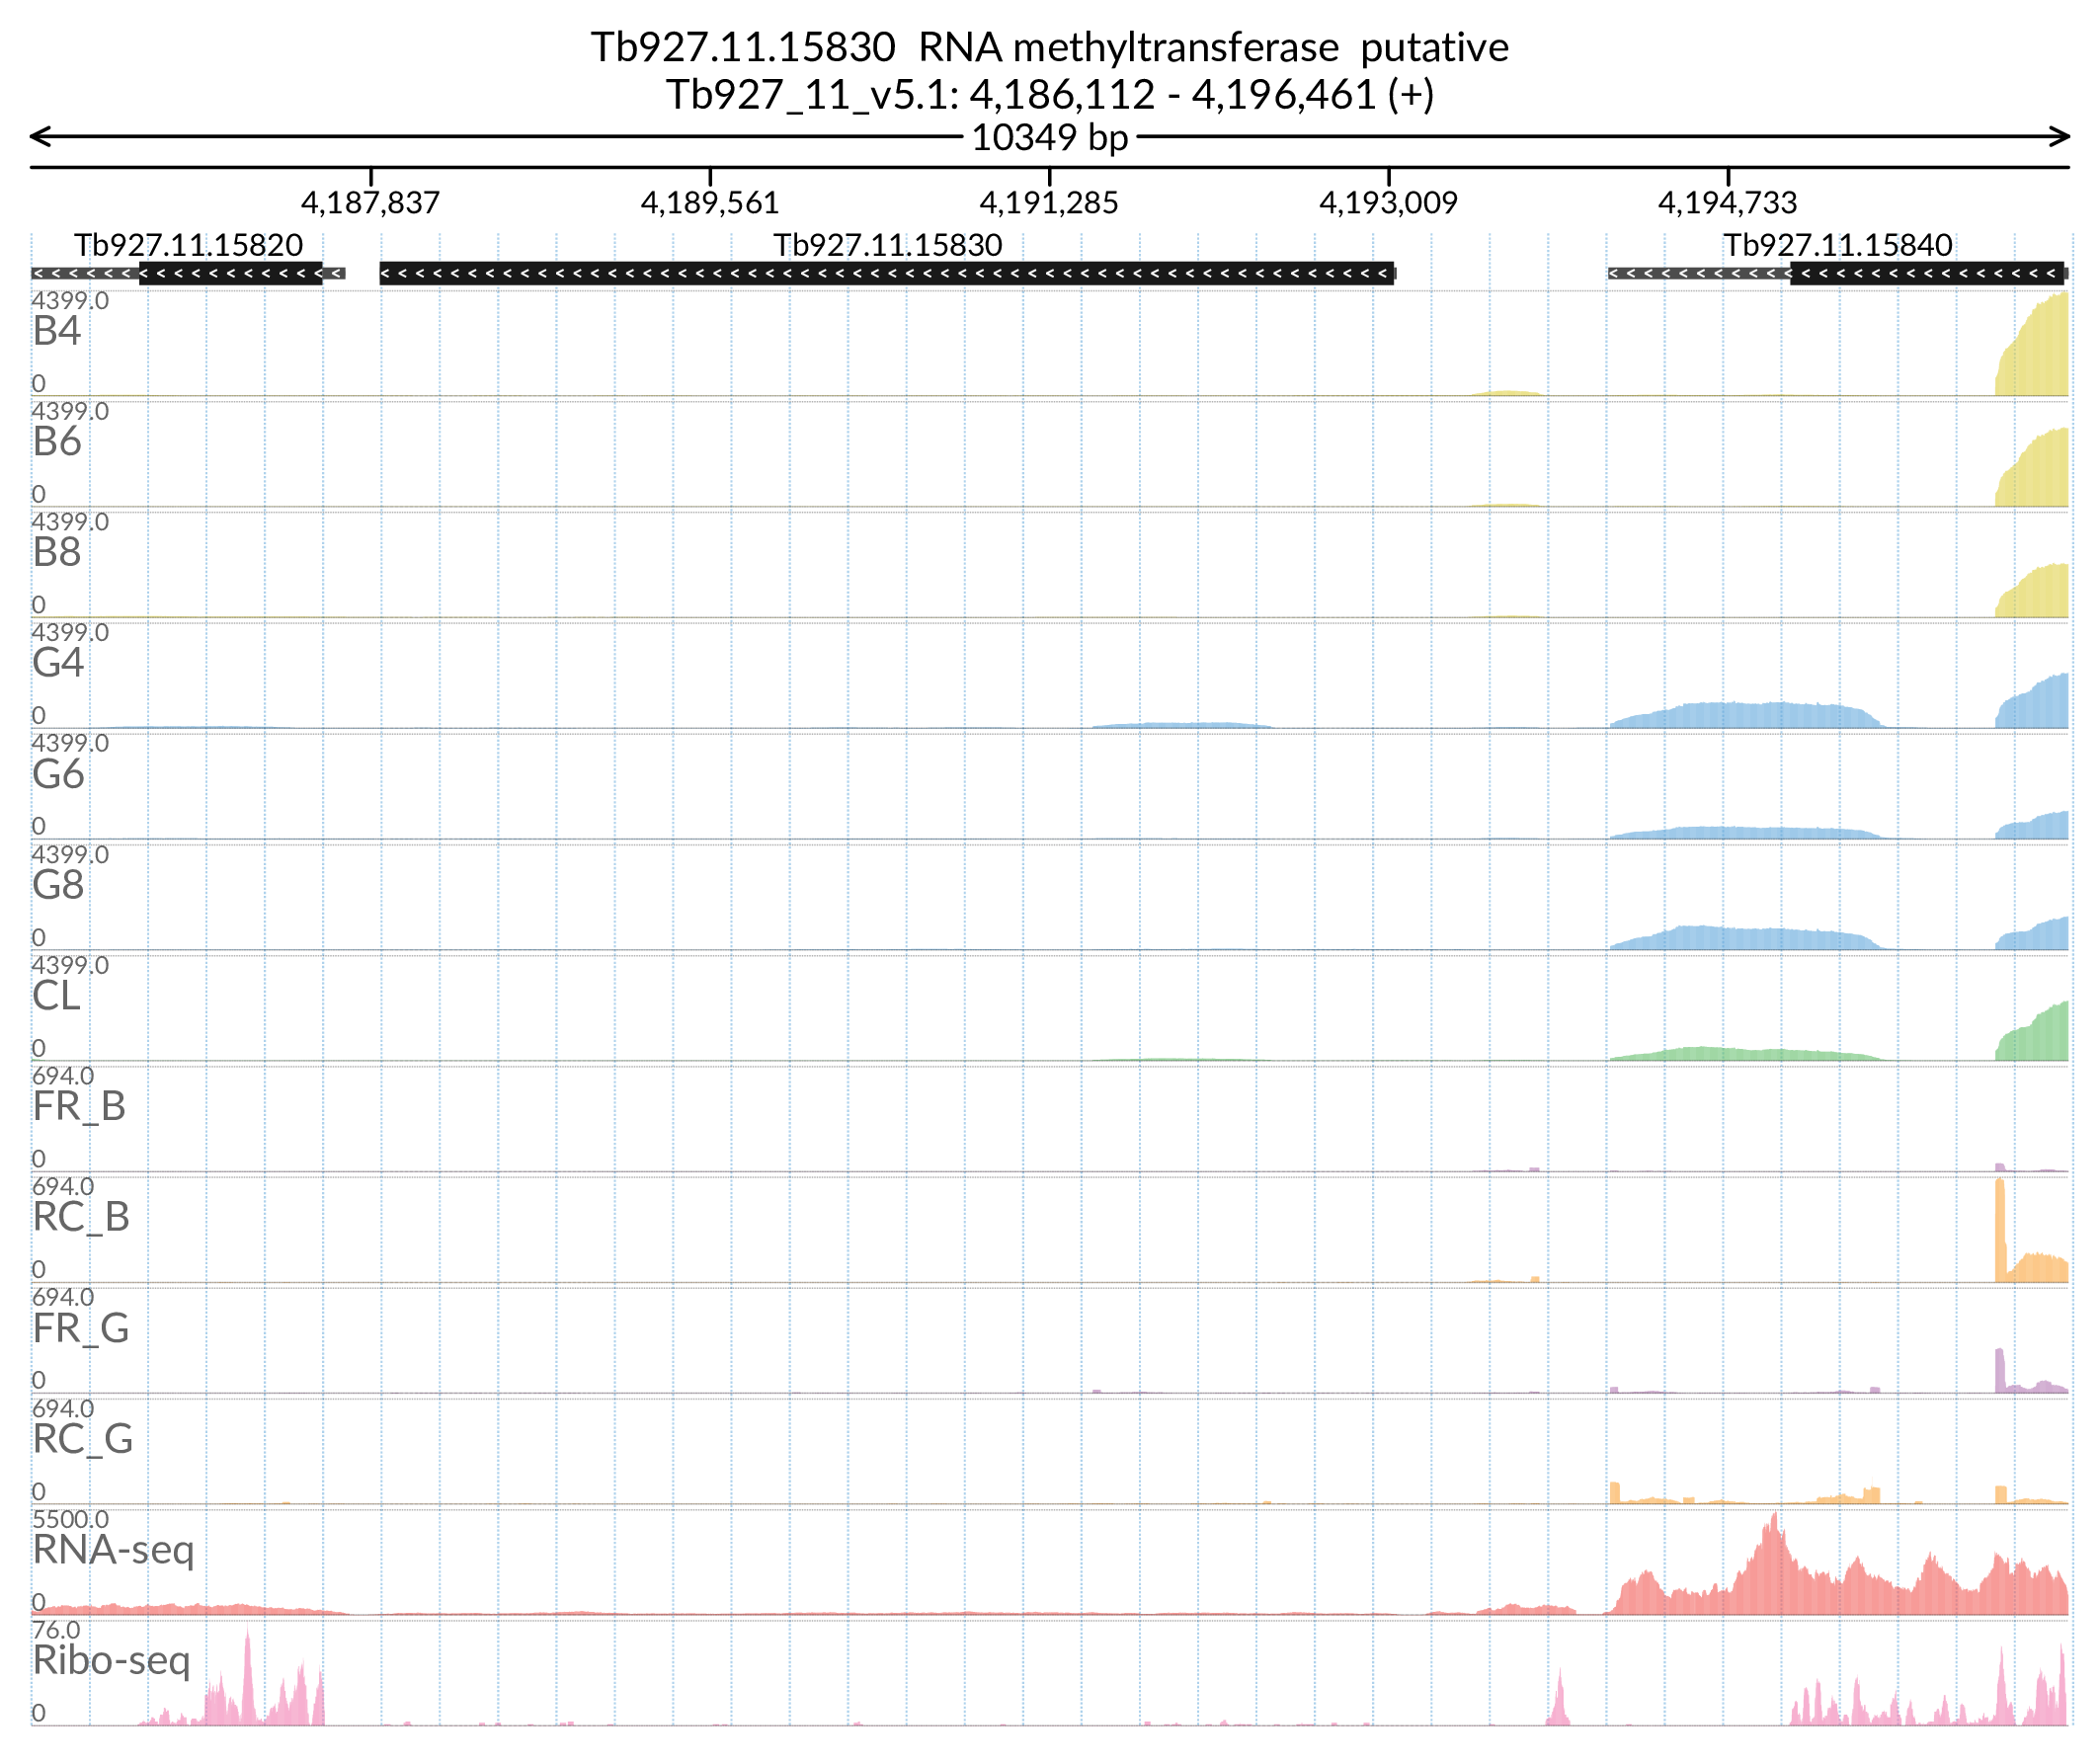 Tb927.11.15830 RNA methyltransferase putative
Tb927_11_v5.1: 4,186,112 - 4,196,461 (+)
10349 bp
4,187,837 4,189,561 4,191,285 4,193,009 4,194,733
Tb927.11.15820 Tb927.11.15830 Tb927.11.15840
4399.0
B4
0
4399.0
B6
0
4399.0
B8
0
4399.0
G4
0
4399.0
G6
0
4399.0
G8
0
4399.0
CL
0
694.0
FR_B
0
694.0
RC_B
0
694.0
FR_G
0
694.0
RC_G
0
5500.0
RNA-seq
0
76.0
Ribo-seq
0